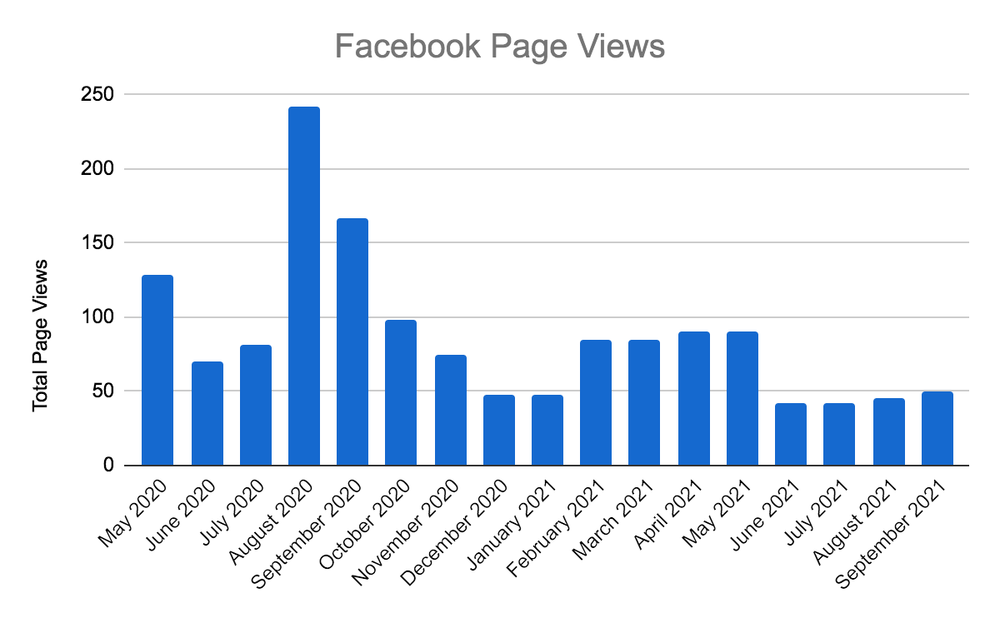 Facebook Page Views
Total Page Views
250
200
150
100
50
0
May 2020
June 2020
July 2020
August 2020
September 2020
October 2020
November 2020
December 2020
January 2021
February 2021
March 2021
April 2021
May 2021
June 2021
July 2021
August 2021
September 2021